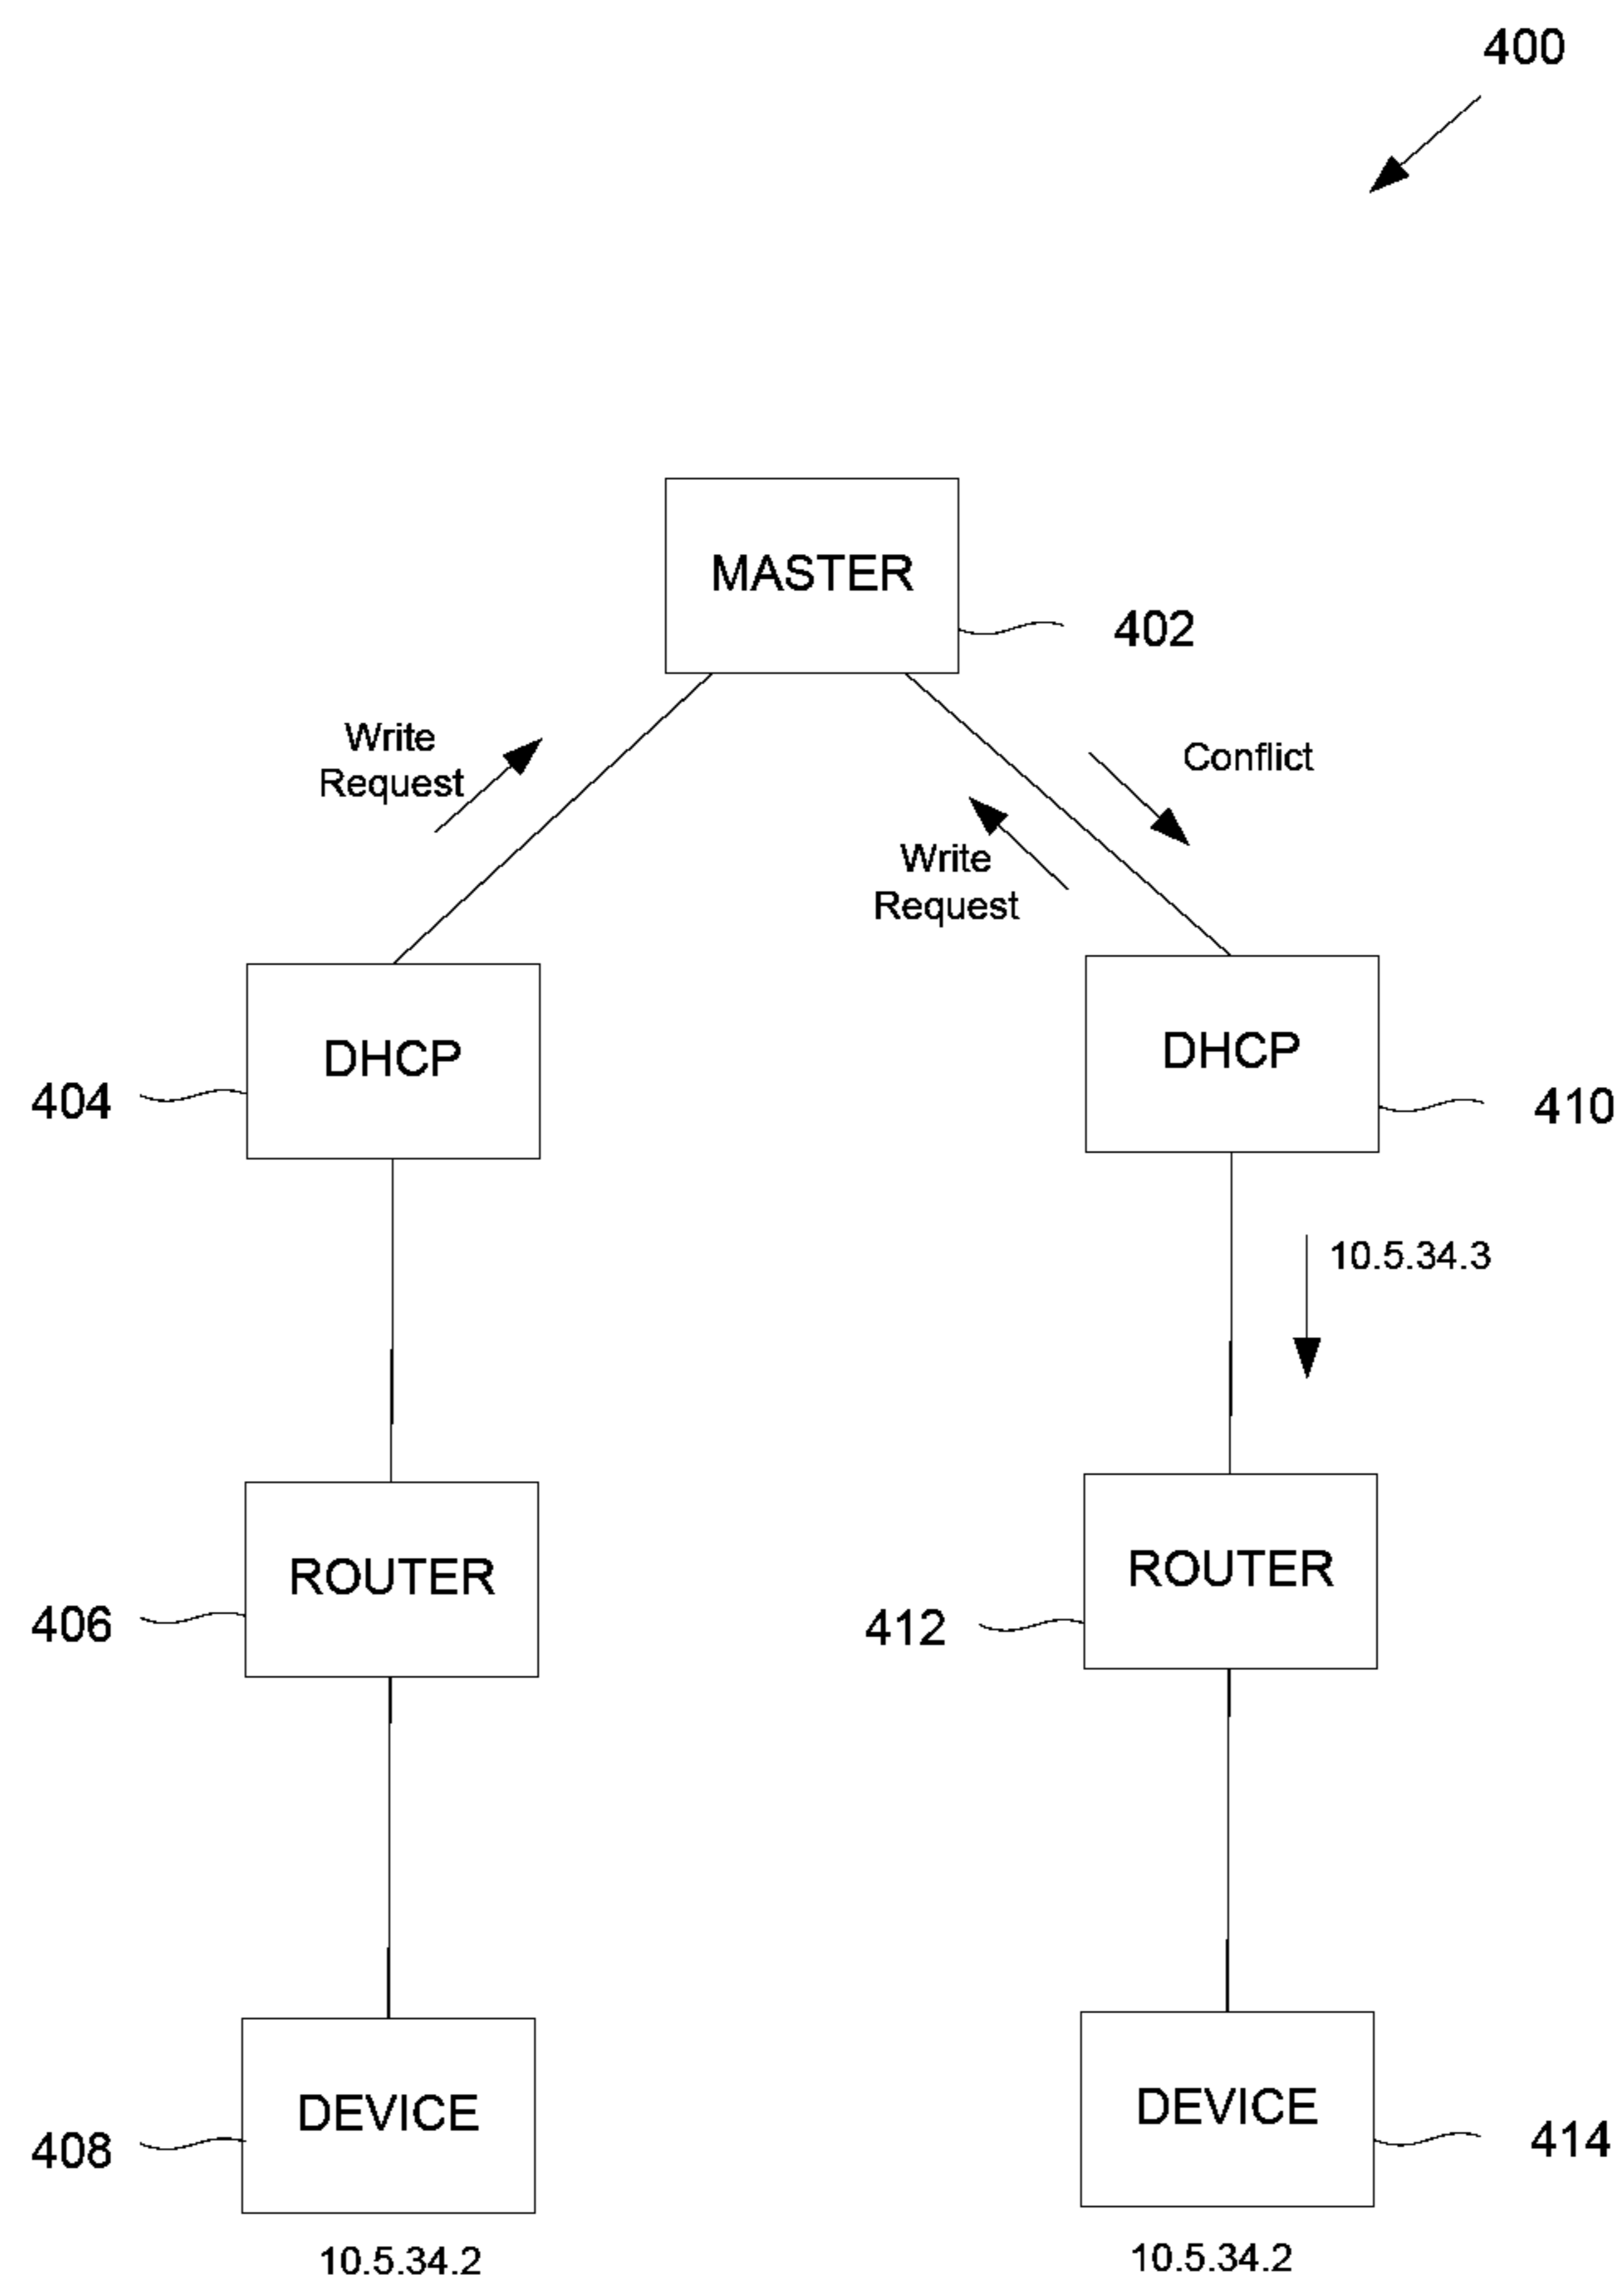 400
MASTER
402
Write
Request
Conflict
Write
Request
DHCP
404
DHCP
410
10.5.34.3
ROUTER
406
ROUTER
412
DEVICE
408
DEVICE
414
10.5.34.2
10.5.34.2